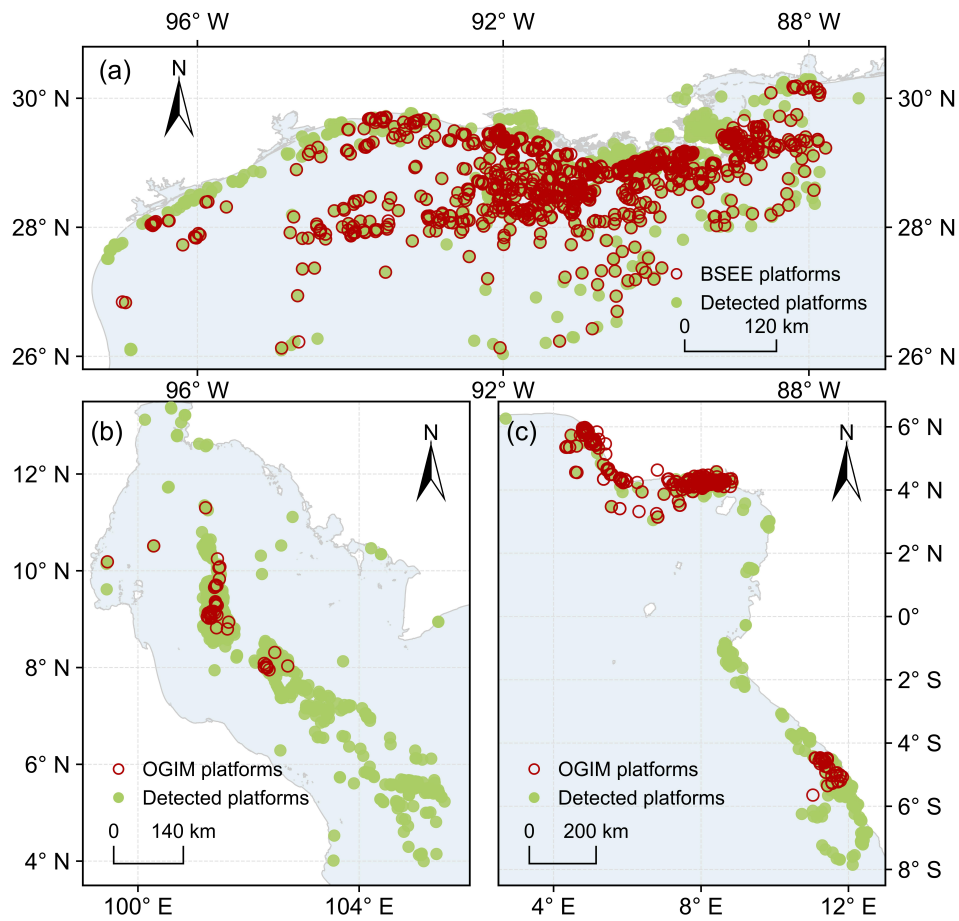 96° W 92° W 88° W
(a)
N
30° N 30° N
28° N 28° N
BSEE platforms
Detected platforms
0 120 km
26° N 26° N
96° W 92° W 88° W
(b)
N
12° N
10° N
8° N
6° N
4° N
OGIM platforms
Detected platforms
0 140 km
100° E 104° E
(c)
N
6° N
4° N
2° N
0°
2° S
4° S
6° S
8° S
OGIM platforms
Detected platforms
0 200 km
4° E 8° E 12° E